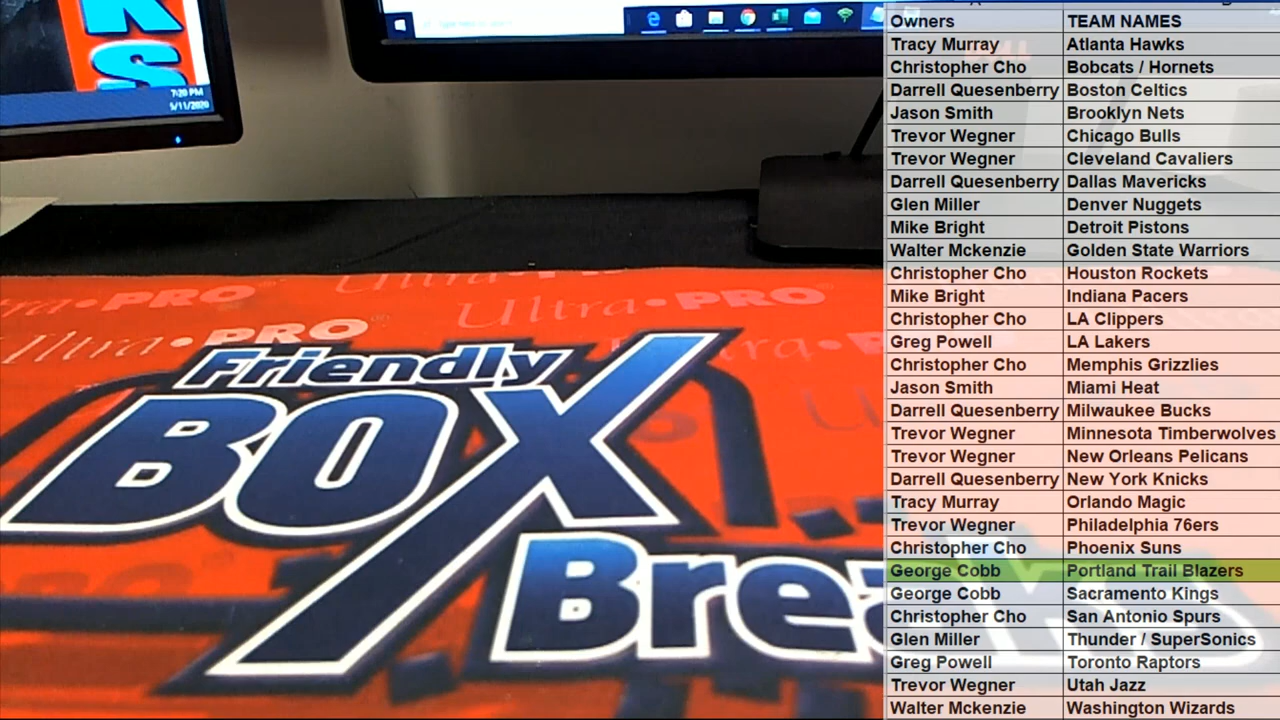 KS
7:20 PM
5/11/2020
Ultra•PRO®
Ultra•PRO®
Ultra•PRO®
Friendly
BOX
Brea
Owners TEAM NAMES
Tracy Murray Atlanta Hawks
Christopher Cho Bobcats / Hornets
Darrell Quesenberry Boston Celtics
Jason Smith Brooklyn Nets
Trevor Wegner Chicago Bulls
Trevor Wegner Cleveland Cavaliers
Darrell Quesenberry Dallas Mavericks
Glen Miller Denver Nuggets
Mike Bright Detroit Pistons
Walter Mckenzie Golden State Warriors
Christopher Cho Houston Rockets
Mike Bright Indiana Pacers
Christopher Cho LA Clippers
Greg Powell LA Lakers
Christopher Cho Memphis Grizzlies
Jason Smith Miami Heat
Darrell Quesenberry Milwaukee Bucks
Trevor Wegner Minnesota Timberwolves
Trevor Wegner New Orleans Pelicans
Darrell Quesenberry New York Knicks
Tracy Murray Orlando Magic
Trevor Wegner Philadelphia 76ers
Christopher Cho Phoenix Suns
George Cobb Portland Trail Blazers
George Cobb Sacramento Kings
Christopher Cho San Antonio Spurs
Glen Miller Thunder / SuperSonics
Greg Powell Toronto Raptors
Trevor Wegner Utah Jazz
Walter Mckenzie Washington Wizards